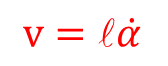 v = ℓα̇